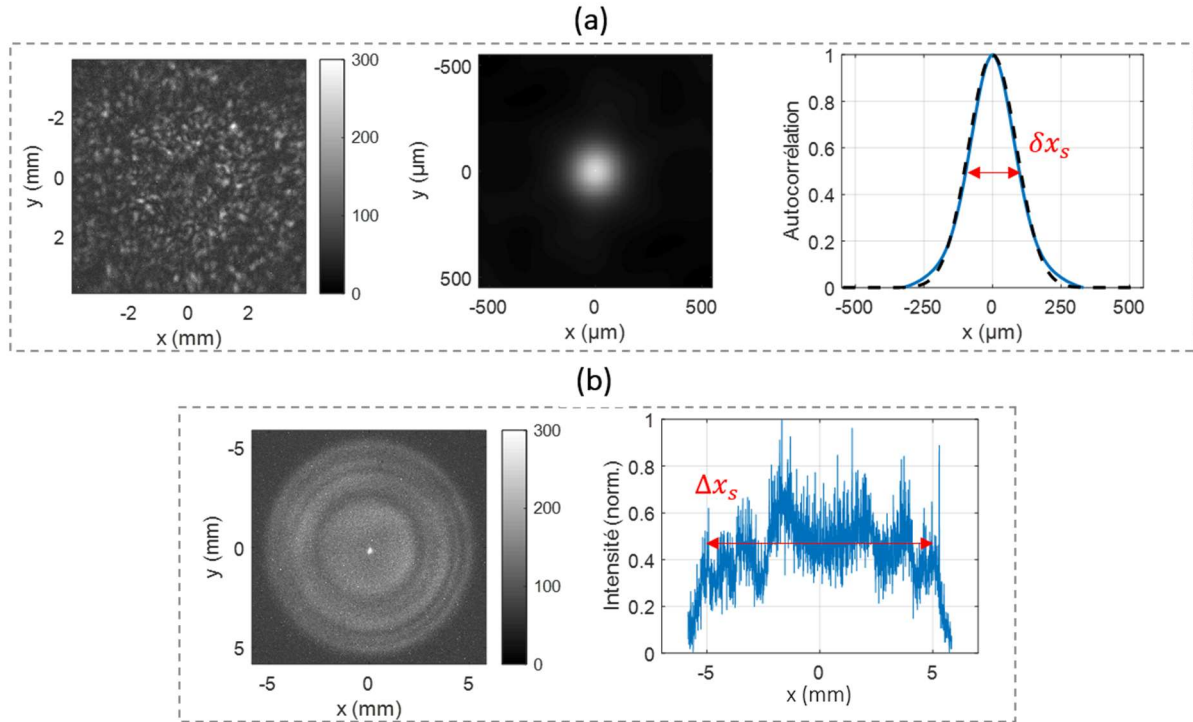 (a)
300
200
100
0
-2
0
2
y (mm)
-2 0 2
x (mm)
-500
0
500
y (µm)
-500 0 500
x (µm)
1
0.8
0.6
0.4
0.2
0
Autocorrélation
δxₛ
-500 -250 0 250 500
x (µm)
(b)
300
200
100
0
-5
0
5
y (mm)
-5 0 5
x (mm)
1
0.8
0.6
0.4
0.2
0
Intensité (norm.)
Δxₛ
-5 0 5
x (mm)